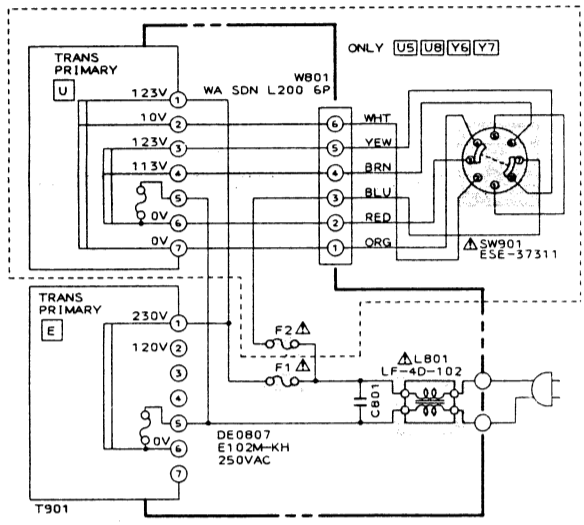 ONLY U5 U8 Y6 Y7
TRANS
PRIMARY
U
W801
WA SDN L200 6P
123V 1
10V 2
123V 3
113V 4
5
0V 6
0V 7
6 WHT
5 YEW
4 BRN
3 BLU
2 RED
1 ORG
SW901
ESE-37311
TRANS
PRIMARY
E
230V 1
120V 2
3
4
5
0V 6
7
T901
F2
F1
L801
LF-4D-102
C801
DE0807
E102M-KH
250VAC